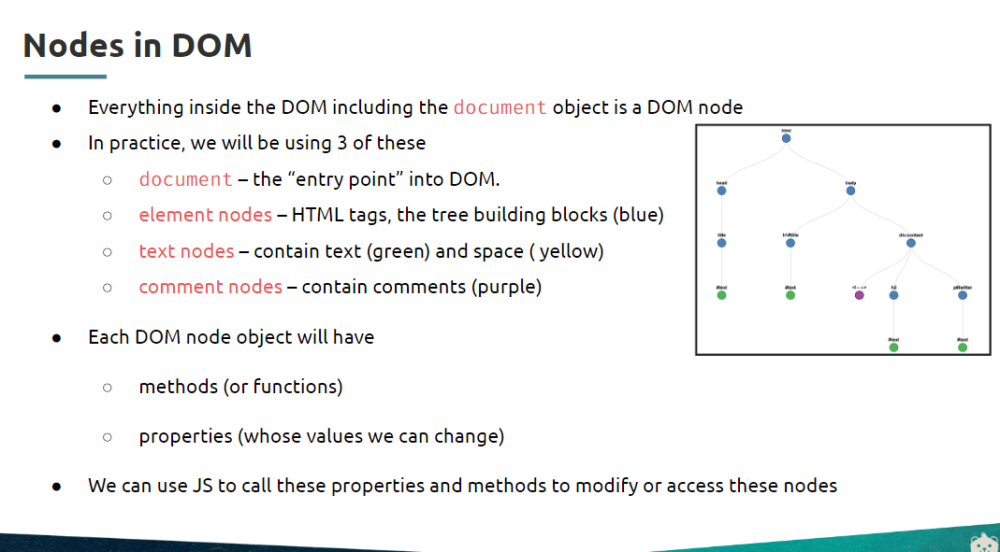 Nodes in DOM
● Everything inside the DOM including the document object is a DOM node
● In practice, we will be using 3 of these
○ document – the “entry point” into DOM.
○ element nodes – HTML tags, the tree building blocks (blue)
○ text nodes – contain text (green) and space ( yellow)
○ comment nodes – contain comments (purple)
● Each DOM node object will have
○ methods (or functions)
○ properties (whose values we can change)
● We can use JS to call these properties and methods to modify or access these nodes
html
head body
title h1#title div.contact
#text #text <!-- --> h2 p#twitter
#text #text